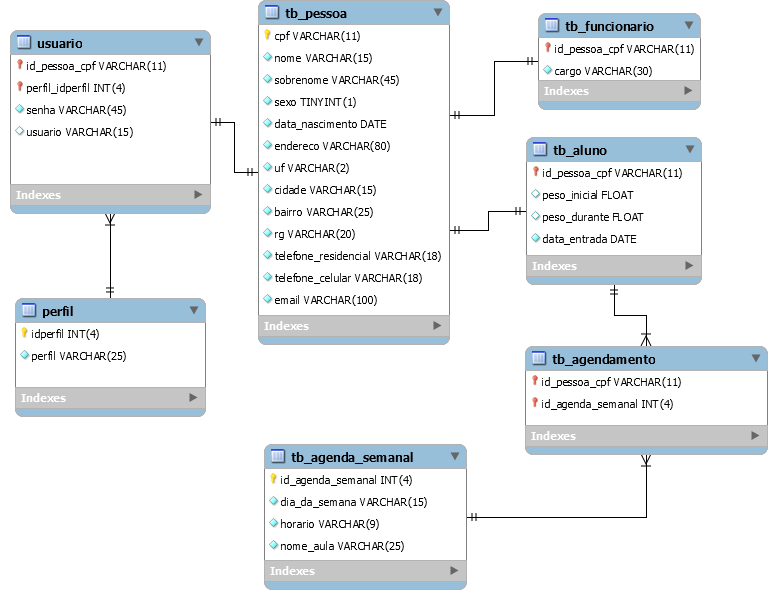 usuario
id_pessoa_cpf VARCHAR(11)
perfil_idperfil INT(4)
senha VARCHAR(45)
usuario VARCHAR(15)
Indexes
tb_pessoa
cpf VARCHAR(11)
nome VARCHAR(15)
sobrenome VARCHAR(45)
sexo TINYINT(1)
data_nascimento DATE
endereco VARCHAR(80)
uf VARCHAR(2)
cidade VARCHAR(15)
bairro VARCHAR(25)
rg VARCHAR(20)
telefone_residencial VARCHAR(18)
telefone_celular VARCHAR(18)
email VARCHAR(100)
Indexes
tb_funcionario
id_pessoa_cpf VARCHAR(11)
cargo VARCHAR(30)
Indexes
tb_aluno
id_pessoa_cpf VARCHAR(11)
peso_inicial FLOAT
peso_durante FLOAT
data_entrada DATE
Indexes
perfil
idperfil INT(4)
perfil VARCHAR(25)
Indexes
tb_agendamento
id_pessoa_cpf VARCHAR(11)
id_agenda_semanal INT(4)
Indexes
tb_agenda_semanal
id_agenda_semanal INT(4)
dia_da_semana VARCHAR(15)
horario VARCHAR(9)
nome_aula VARCHAR(25)
Indexes